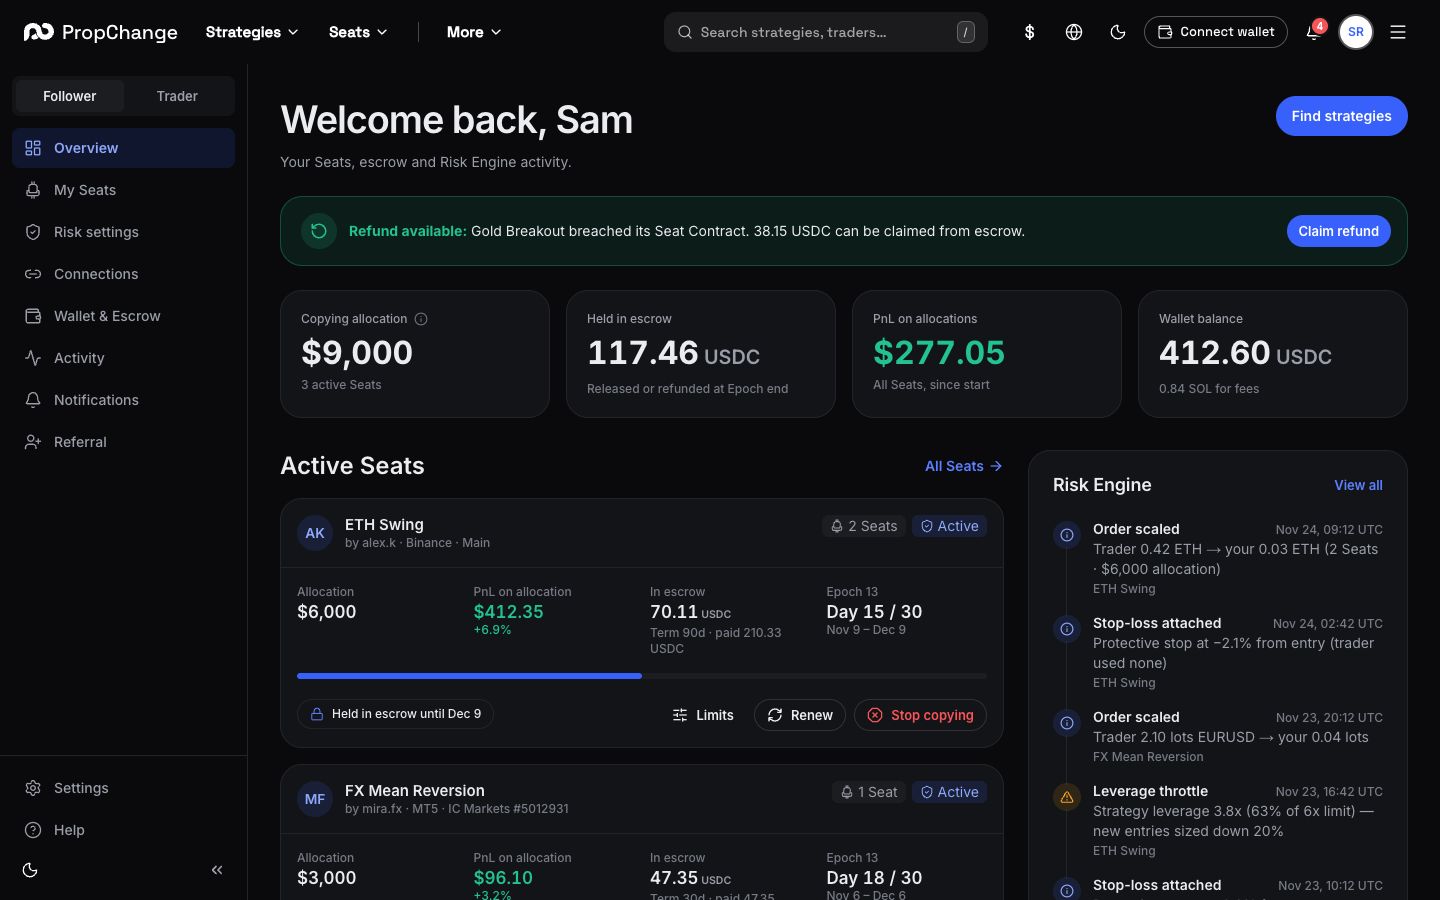 PropChange
Strategies
Seats
More
Search strategies, traders...
/
$
Connect wallet
4
SR
Follower
Trader
Overview
My Seats
Risk settings
Connections
Wallet & Escrow
Activity
Notifications
Referral
Settings
Help
Welcome back, Sam
Your Seats, escrow and Risk Engine activity.
Find strategies
Refund available: Gold Breakout breached its Seat Contract. 38.15 USDC can be claimed from escrow.
Claim refund
Copying allocation
$9,000
3 active Seats
Held in escrow
117.46 USDC
Released or refunded at Epoch end
PnL on allocations
$277.05
All Seats, since start
Wallet balance
412.60 USDC
0.84 SOL for fees
Active Seats
All Seats →
AK
ETH Swing
by alex.k · Binance · Main
2 Seats
Active
Allocation
$6,000
PnL on allocation
$412.35
+6.9%
In escrow
70.11 USDC
Term 90d · paid 210.33
USDC
Epoch 13
Day 15 / 30
Nov 9 – Dec 9
Held in escrow until Dec 9
Limits
Renew
Stop copying
MF
FX Mean Reversion
by mira.fx · MT5 · IC Markets #5012931
1 Seat
Active
Allocation
$3,000
PnL on allocation
$96.10
+3.2%
In escrow
47.35 USDC
Term 30d · paid 47.35
Epoch 13
Day 18 / 30
Nov 6 – Dec 6
Risk Engine
View all
Order scaled
Nov 24, 09:12 UTC
Trader 0.42 ETH → your 0.03 ETH (2 Seats
· $6,000 allocation)
ETH Swing
Stop-loss attached
Nov 24, 02:42 UTC
Protective stop at −2.1% from entry (trader
used none)
ETH Swing
Order scaled
Nov 23, 20:12 UTC
Trader 2.10 lots EURUSD → your 0.04 lots
FX Mean Reversion
Leverage throttle
Nov 23, 16:42 UTC
Strategy leverage 3.8x (63% of 6x limit) —
new entries sized down 20%
ETH Swing
Stop-loss attached
Nov 23, 10:12 UTC